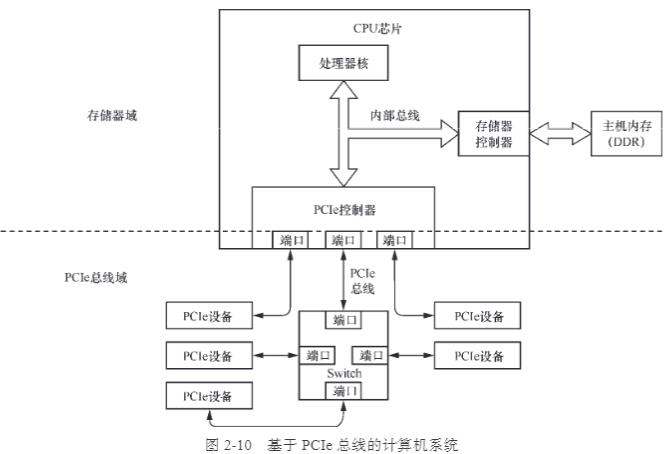 CPU芯片
处理器核
存储器域
内部总线
存储器
控制器
主机内存
(DDR)
PCIe控制器
端口
端口
端口
PCIe总线域
PCIe
总线
PCIe设备
端口
PCIe设备
PCIe设备
端口
端口
PCIe设备
Switch
PCIe设备
端口
图 2-10 基于 PCIe 总线的计算机系统